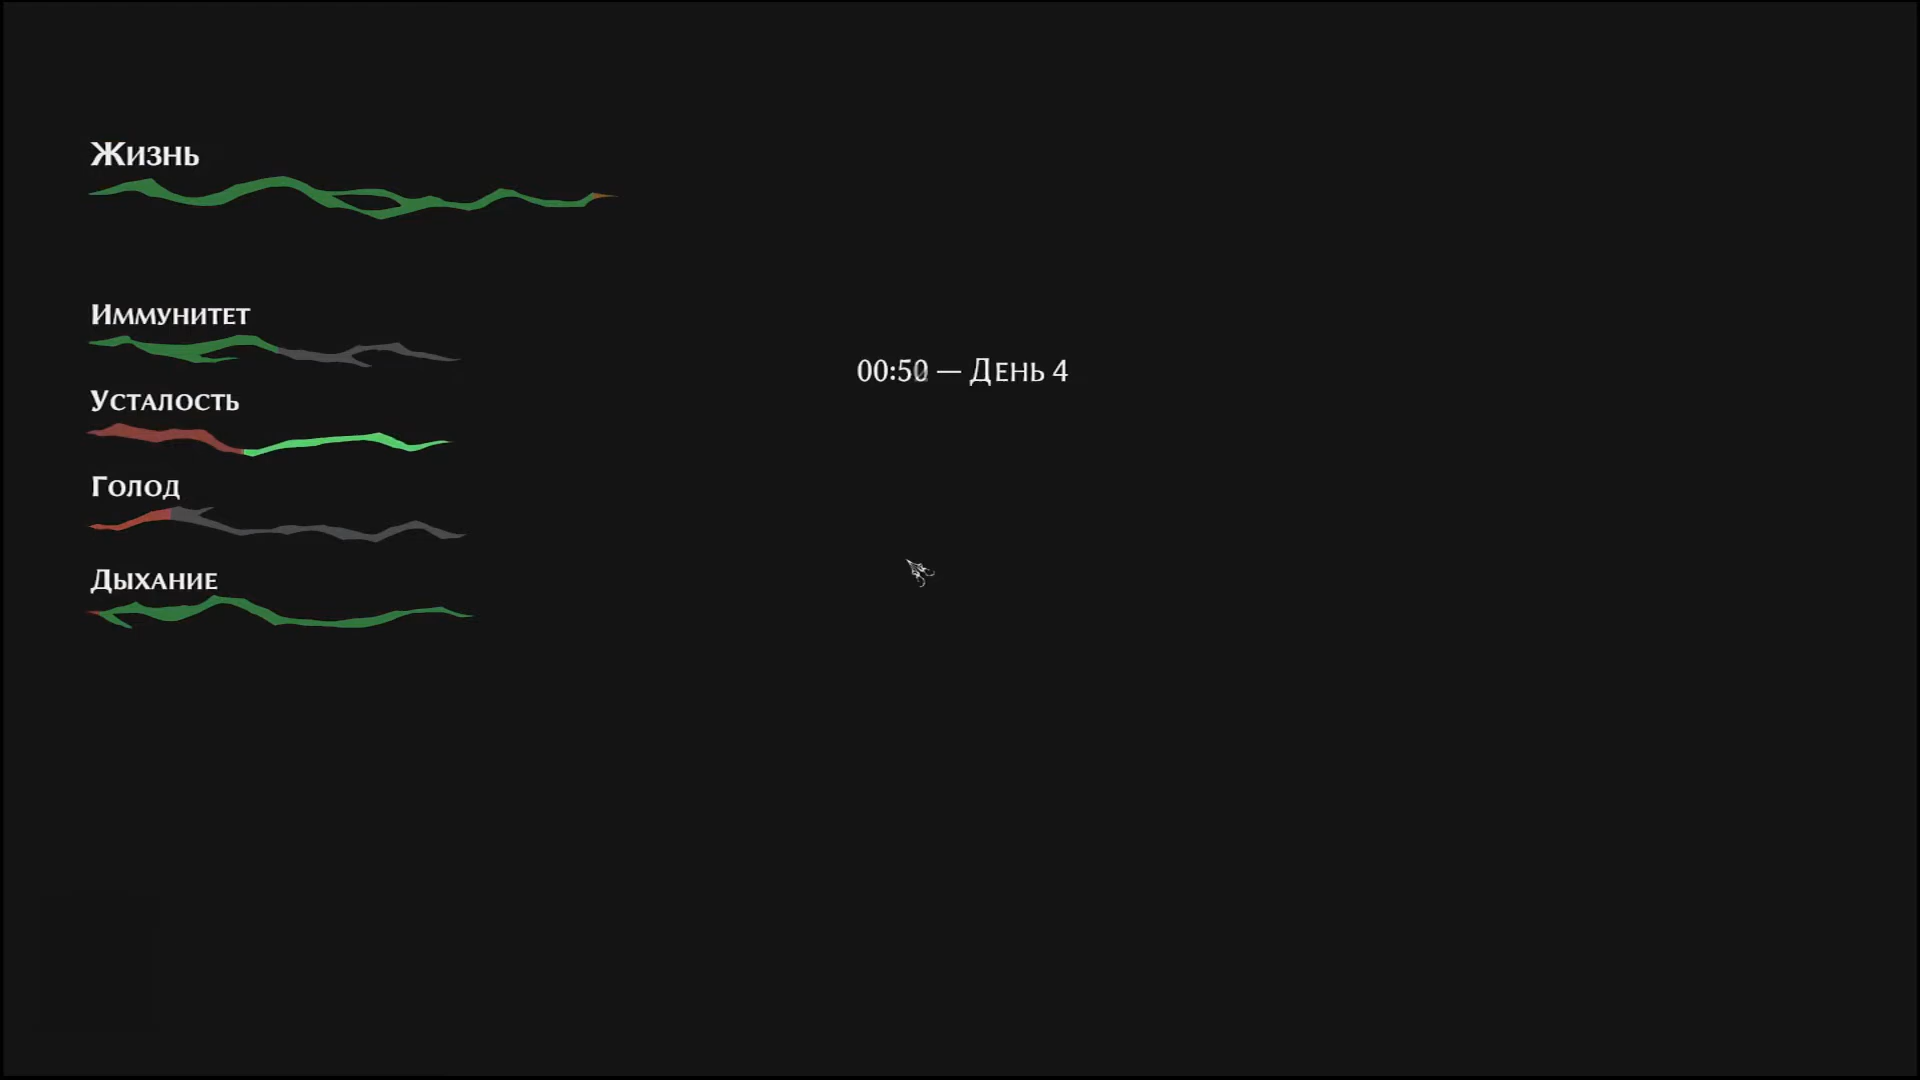 Жизнь
Иммунитет
00:50 — День 4
Усталость
Голод
Дыхание